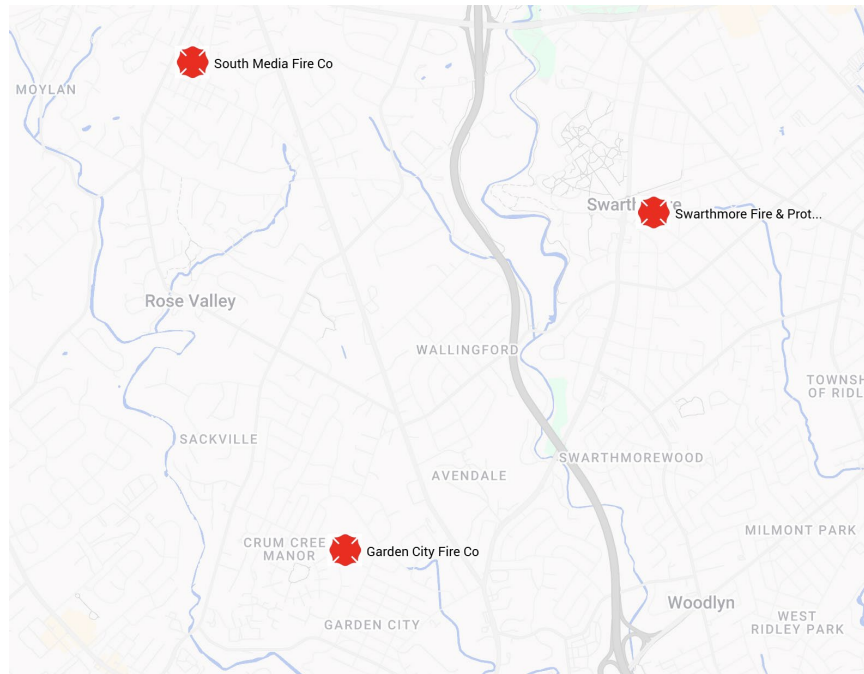 South Media Fire Co
MOYLAN
Swarthmore
Swarthmore Fire & Prot...
Rose Valley
WALLINGFORD
TOWNSH
OF RIDL
SACKVILLE
SWARTHMOREWOOD
AVENDALE
MILMONT PARK
CRUM CREE
MANOR
Garden City Fire Co
Woodlyn
WEST
RIDLEY PARK
GARDEN CITY